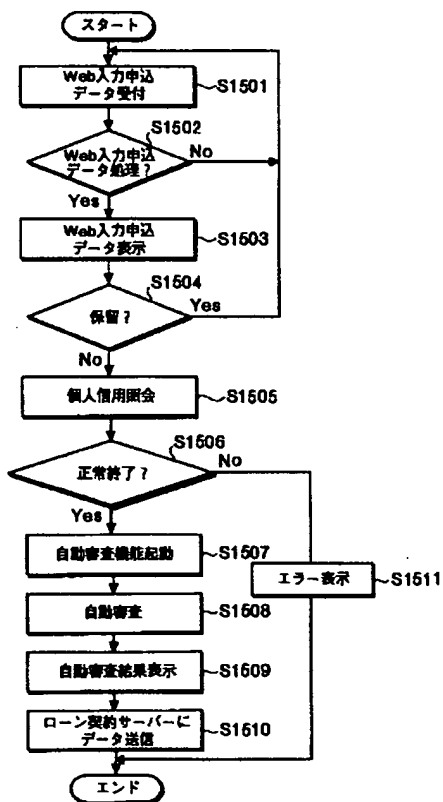 スタート
Web入力申込
データ受付
S1501
S1502
Web入力申込
データ処理？
No
Yes
Web入力申込
データ表示
S1503
S1504
保留？
Yes
No
個人信用照会
S1505
S1506
正常終了？
No
Yes
自動審査機能起動
S1507
エラー表示
S1511
自動審査
S1508
自動審査結果表示
S1509
ローン契約サーバーに
データ送信
S1510
エンド